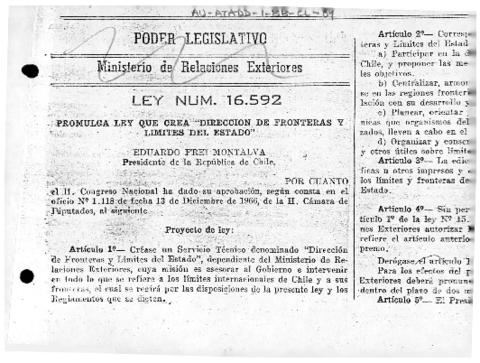 AU-ATADD-1-BB-CL-89
PODER LEGISLATIVO
Ministerio de Relaciones Exteriores
LEY NUM. 16.592
PROMULGA LEY QUE CREA "DIRECCION DE FRONTERAS Y
LIMITES DEL ESTADO"
EDUARDO FREI MONTALVA
Presidente de la República de Chile,
POR CUANTO
el H. Congreso Nacional ha dado su aprobación, según consta en el
oficio Nº 1.118 de fecha 13 de Diciembre de 1966, de la H. Cámara de
Diputados, al siguiente
Proyecto de ley:
Artículo 1º— Créase un Servicio Técnico denominado "Dirección
de Fronteras y Límites del Estado", dependiente del Ministerio de Re-
laciones Exteriores, cuya misión es asesorar al Gobierno e intervenir
en todo lo que se refiere a los límites internacionales de Chile y a sus
fronteras, el cual se regirá por las disposiciones de la presente ley y los
Reglamentos que se dicten.
Artículo 2º—
teras y Límites del Estad
a) Participar en la
Chile, y proponer las me
les objetivos.
b) Centralizar, armon
se en las regiones fronter
lación con su desarrollo y
c) Planear, orientar
nicas que organismos del
zados, lleven a cabo en el
d) Organizar y conse
y otros útiles sobre límit
Artículo 3º— La edic
ficas u otros impresos y
los límites y fronteras de
Estado.
Artículo 4º— Sin per
tículo 1º de la ley Nº 15.
nes Exteriores autorizar
refiere el artículo anterio
premo.
Derógase el artículo 1
Para los efectos del p
Exteriores deberá pronun
dentro del plazo de dos m
Artículo 5º— El Presi